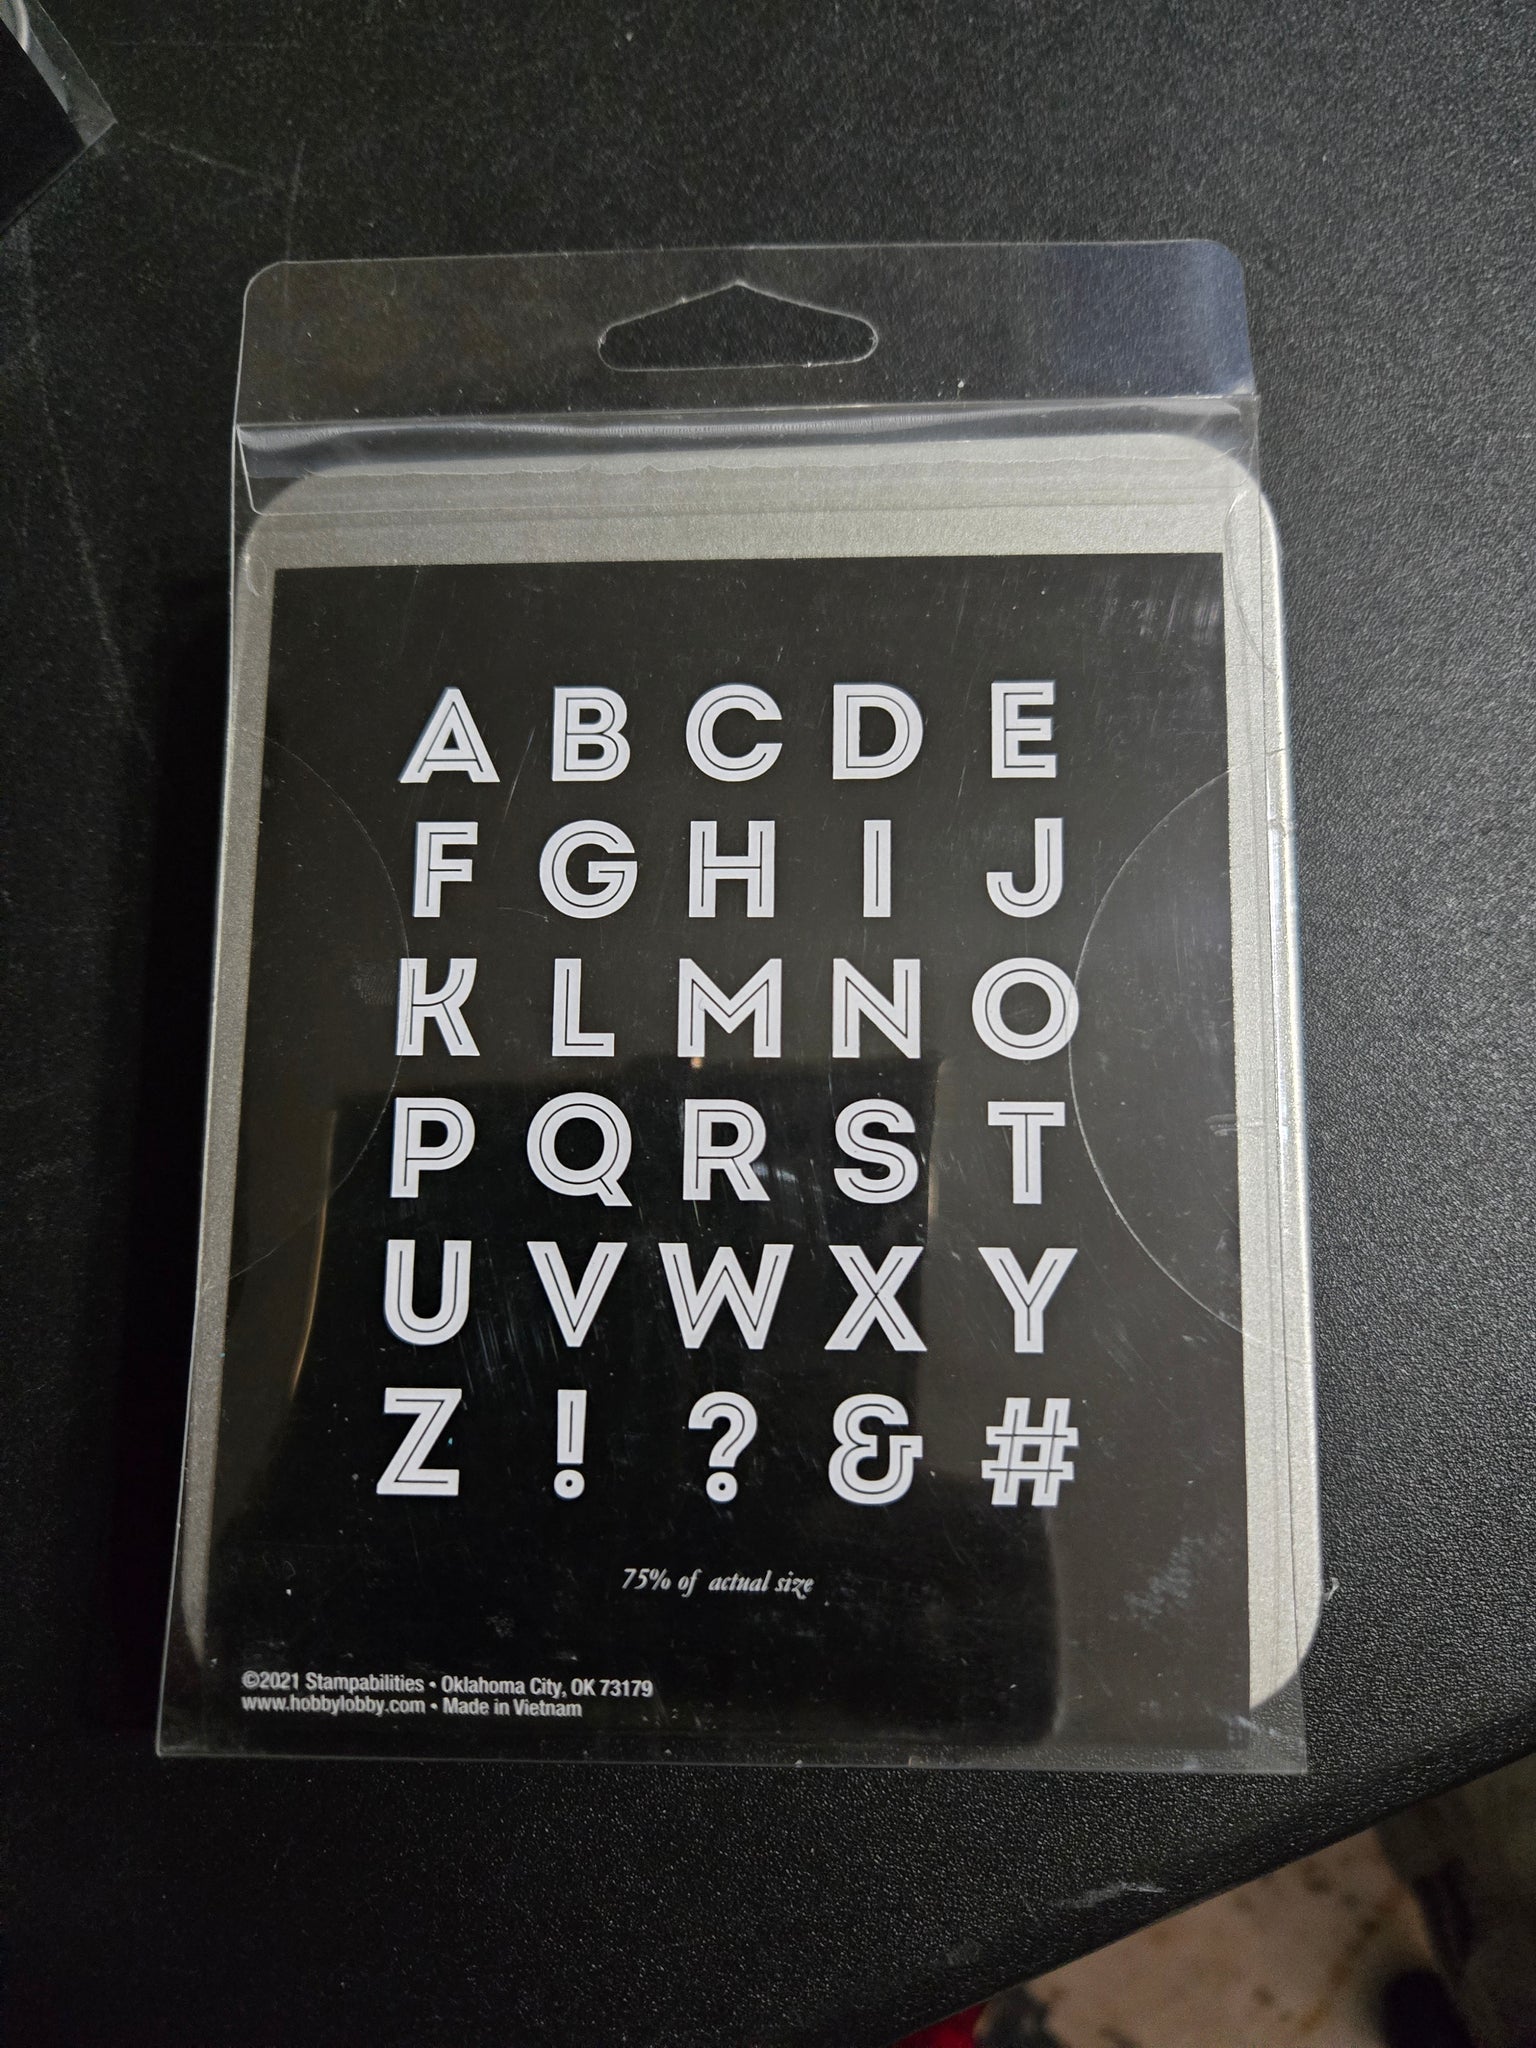 A B C D E
F G H I J
K L M N O
P Q R S T
U V W X Y
Z ! ? & #
75% of actual size
©2021 Stampabilities • Oklahoma City, OK 73179
www.hobbylobby.com • Made in Vietnam